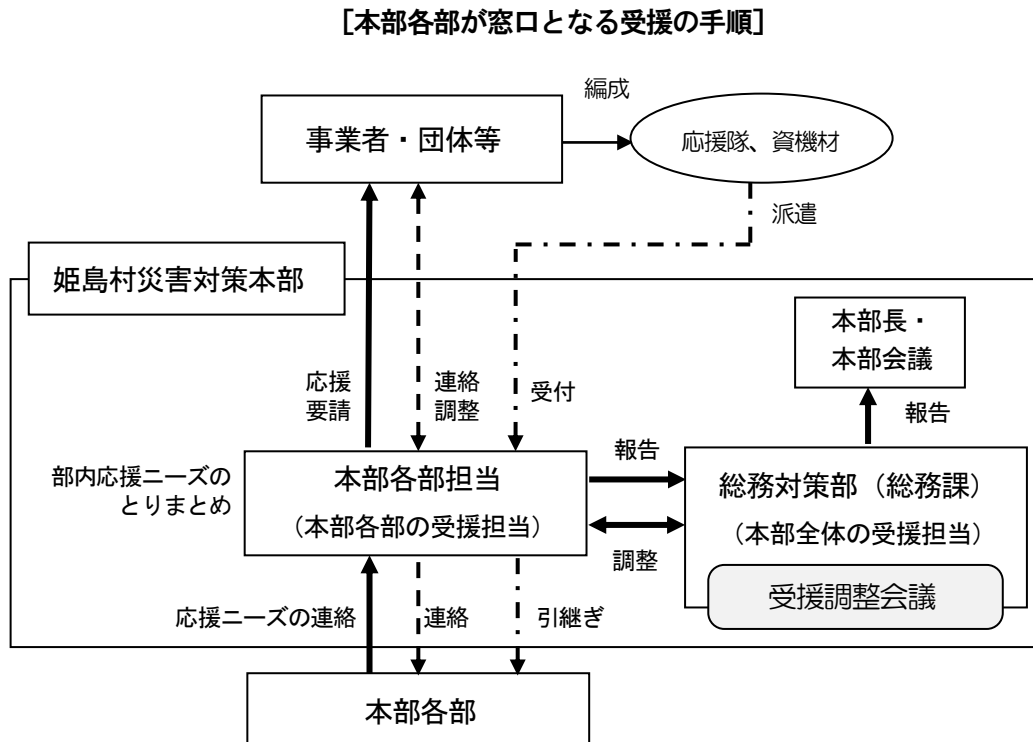 ［本部各部が窓口となる受援の手順］
編成
事業者・団体等
応援隊、資機材
派遣
姫島村災害対策本部
本部長・
本部会議
応援
要請
連絡
調整
受付
報告
部内応援ニーズの
とりまとめ
本部各部担当
（本部各部の受援担当）
報告
調整
総務対策部（総務課）
（本部全体の受援担当）
受援調整会議
応援ニーズの連絡
連絡
引継ぎ
本部各部